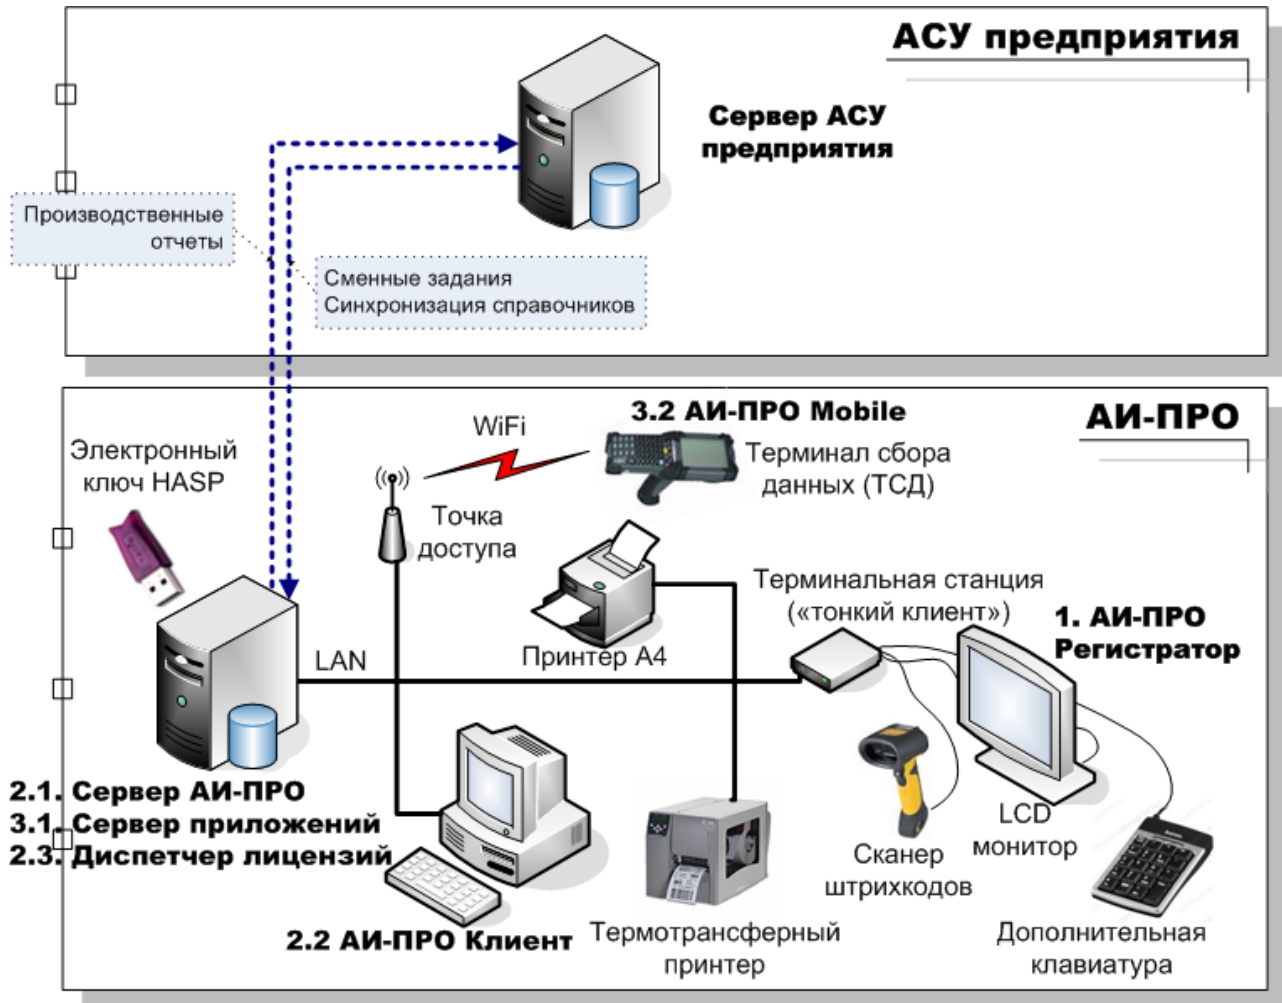 АСУ предприятия
Сервер АСУ
предприятия
Производственные
отчеты
Сменные задания
Синхронизация справочников
АИ-ПРО
3.2 АИ-ПРО Mobile
WiFi
Терминал сбора
данных (ТСД)
Электронный
ключ HASP
Точка
доступа
Терминальная станция
(«тонкий клиент»)
1. АИ-ПРО
Регистратор
Принтер А4
LAN
2.1. Сервер АИ-ПРО
3.1. Сервер приложений
2.3. Диспетчер лицензий
LCD
монитор
Сканер
штрихкодов
2.2 АИ-ПРО Клиент
Термотрансферный
принтер
Дополнительная
клавиатура